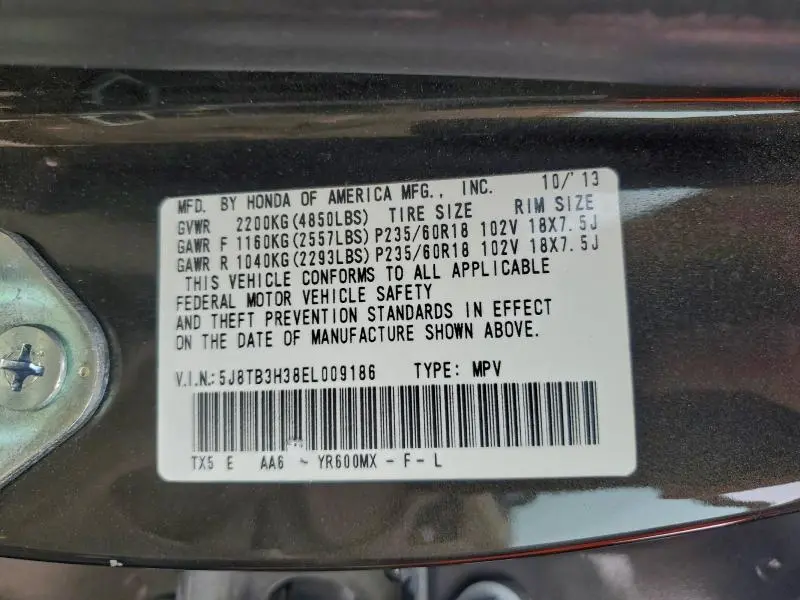 MFD. BY HONDA OF AMERICA MFG., INC. 10/'13
GVWR 2200KG(4850LBS) TIRE SIZE RIM SIZE
GAWR F 1160KG(2557LBS) P235/60R18 102V 18X7.5J
GAWR R 1040KG(2293LBS) P235/60R18 102V 18X7.5J
THIS VEHICLE CONFORMS TO ALL APPLICABLE
FEDERAL MOTOR VEHICLE SAFETY
AND THEFT PREVENTION STANDARDS IN EFFECT
ON THE DATE OF MANUFACTURE SHOWN ABOVE.
V.I.N.:5J8TB3H38EL009186 TYPE: MPV
TX5 E AA6 - YR600MX - F - L